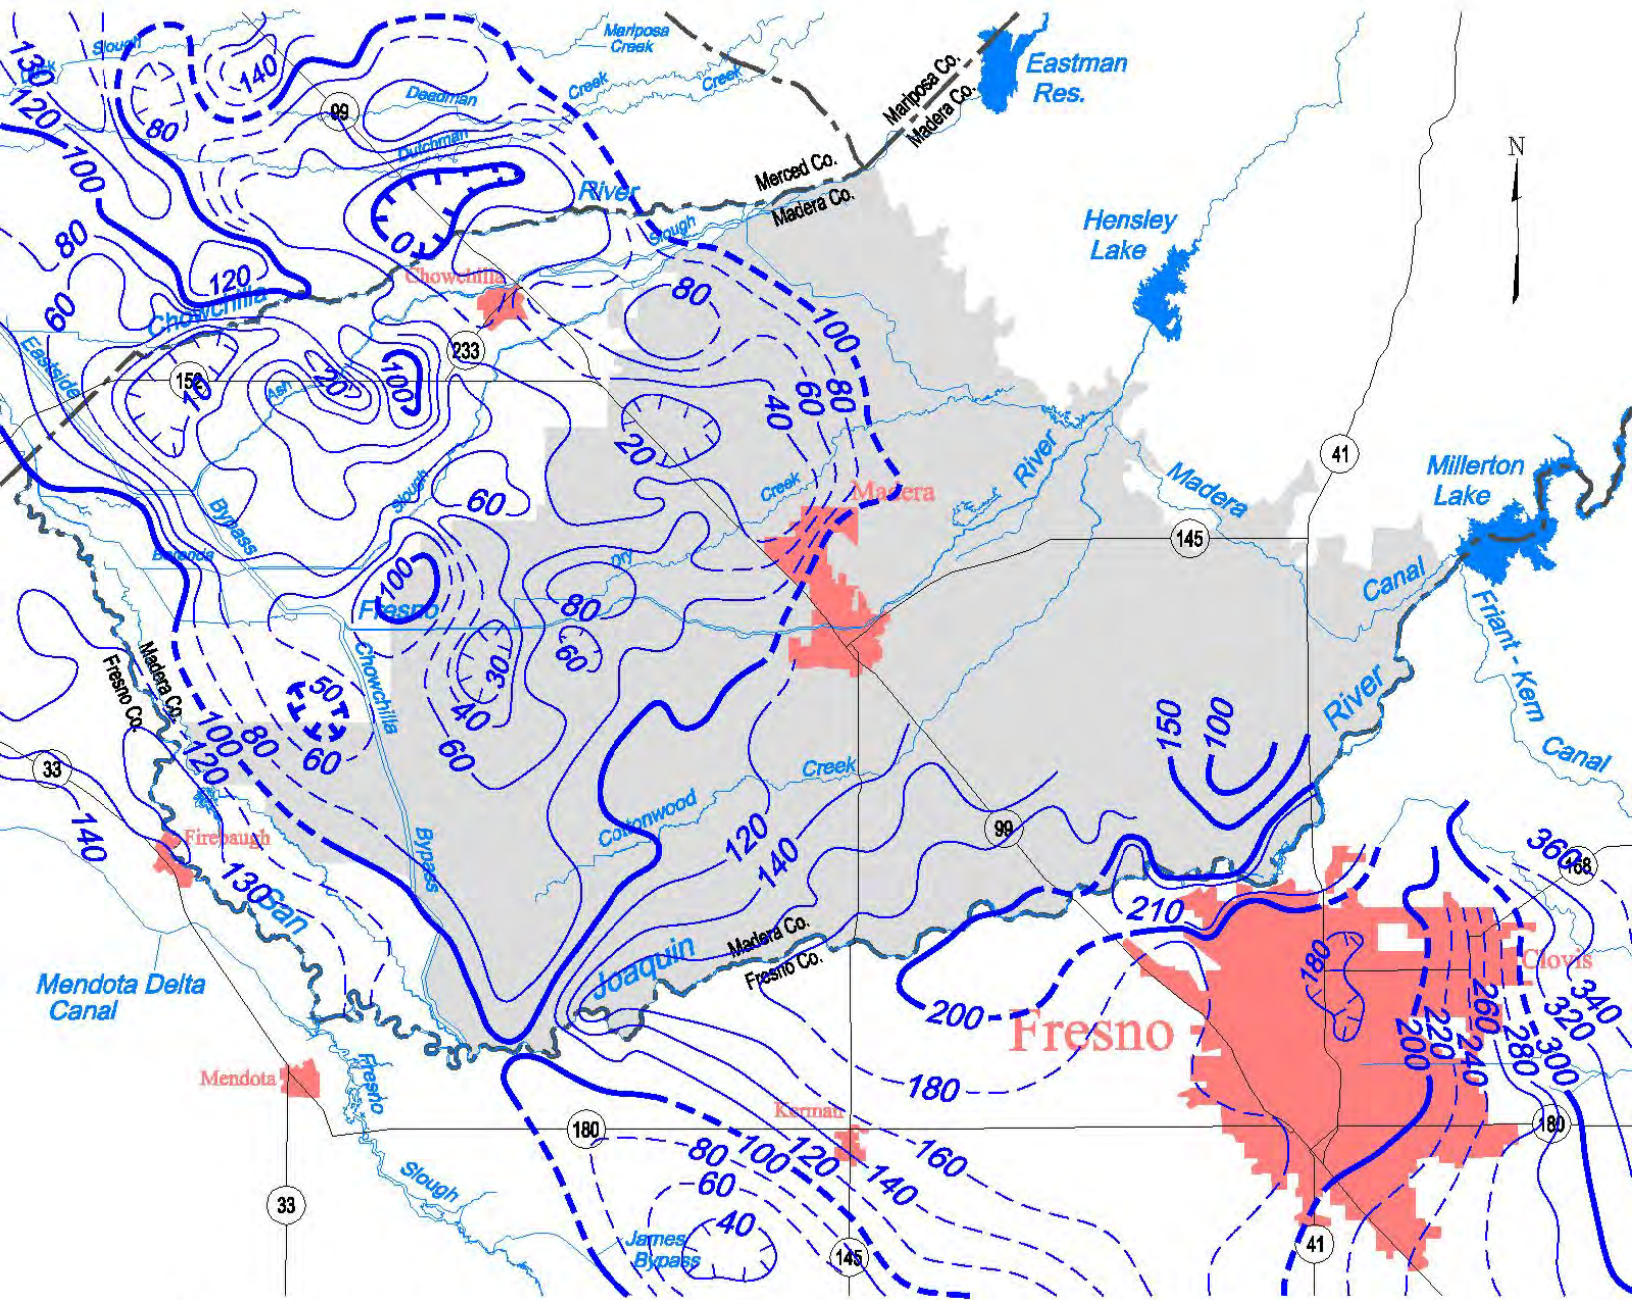 Mariposa
Creek
Slough
130
140
Mariposa Co.
Madera Co.
Eastman
Res.
Creek
Creek
120
80
99
Deadman
Dutchman
N
100
Merced Co.
Madera Co.
River
Slough
Hensley
Lake
80
0
120
Chowchilla
Chowchilla
60
80
100
Eastside
152
10
Ash
20
100
233
40
60
80
20
41
River
Madera
Millerton
Lake
Creek
Madera
Slough
60
Bypass
145
Berenda
Dry
100
Fresno
80
Canal
Friant - Kern
Canal
60
30
Madera Co.
Fresno Co.
Chowchilla
50
40
60
River
150
100
100
80
120
60
33
Creek
Cottonwood
140
Firebaugh
Bypass
120
140
99
360
168
130
San
210
Madera Co.
Fresno Co.
Joaquin
180
Clovis
Mendota Delta
Canal
200
Fresno
200
220
260
240
280
300
320
340
Mendota
Fresno
180
Kerman
180
180
80
100
120
140
160
60
Slough
40
33
James
Bypass
145
41